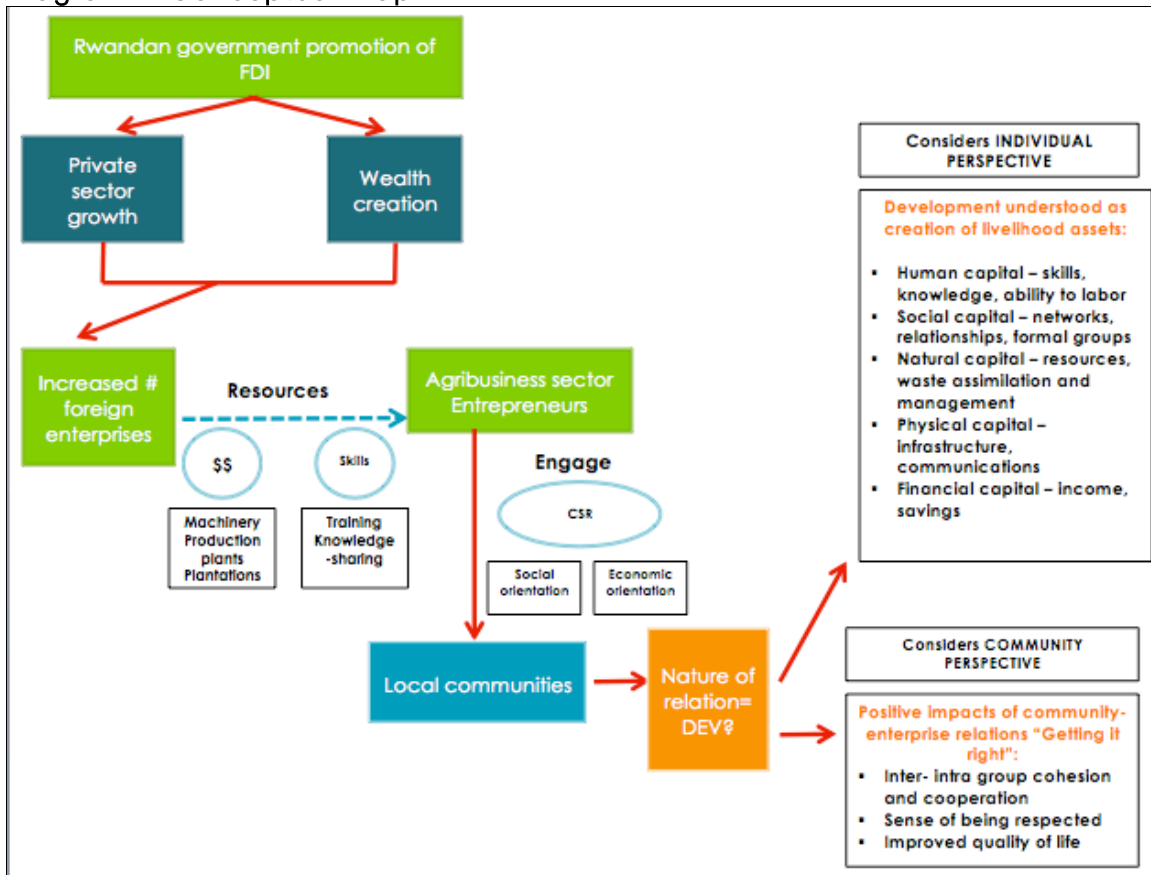 Rwandan government promotion of
FDI
Private
sector
growth
Wealth
creation
Increased #
foreign
enterprises
Resources
$$
Skills
Machinery
Production
plants
Plantations
Training
Knowledge
-sharing
Agribusiness sector
Entrepreneurs
Engage
CSR
Social
orientation
Economic
orientation
Local communities
Nature of
relation=
DEV?
Considers INDIVIDUAL
PERSPECTIVE
Development understood as
creation of livelihood assets:
▪ Human capital – skills,
knowledge, ability to labor
▪ Social capital – networks,
relationships, formal groups
▪ Natural capital – resources,
waste assimilation and
management
▪ Physical capital –
infrastructure,
communications
▪ Financial capital – income,
savings
Considers COMMUNITY
PERSPECTIVE
Positive impacts of community-
enterprise relations “Getting it
right”:
▪ Inter- intra group cohesion
and cooperation
▪ Sense of being respected
▪ Improved quality of life